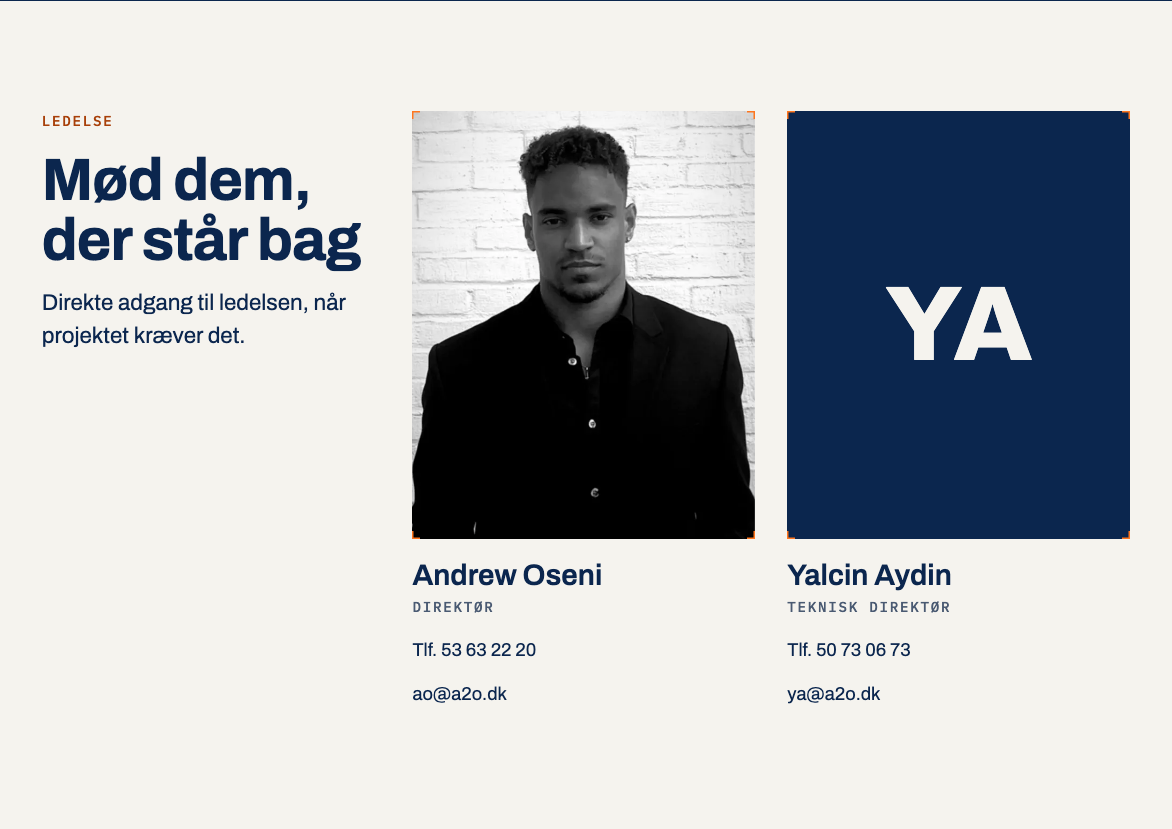 LEDELSE
Mød dem,
der står bag
Direkte adgang til ledelsen, når
projektet kræver det.
Andrew Oseni
DIREKTØR
Tlf. 53 63 22 20
ao@a2o.dk
YA
Yalcin Aydin
TEKNISK DIREKTØR
Tlf. 50 73 06 73
ya@a2o.dk